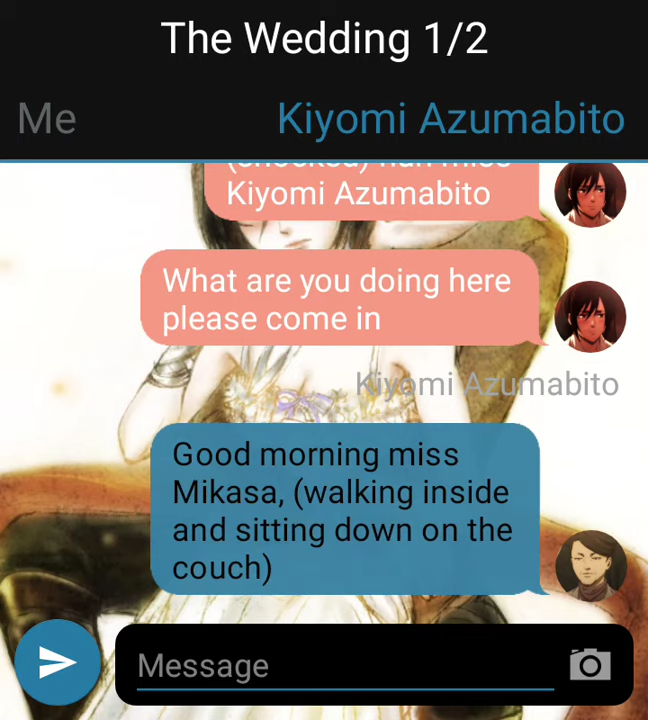 The Wedding 1/2
Me
Kiyomi Azumabito
Kiyomi Azumabito
What are you doing here
please come in
Kiyomi Azumabito
Good morning miss
Mikasa, (walking inside
and sitting down on the
couch)
Message